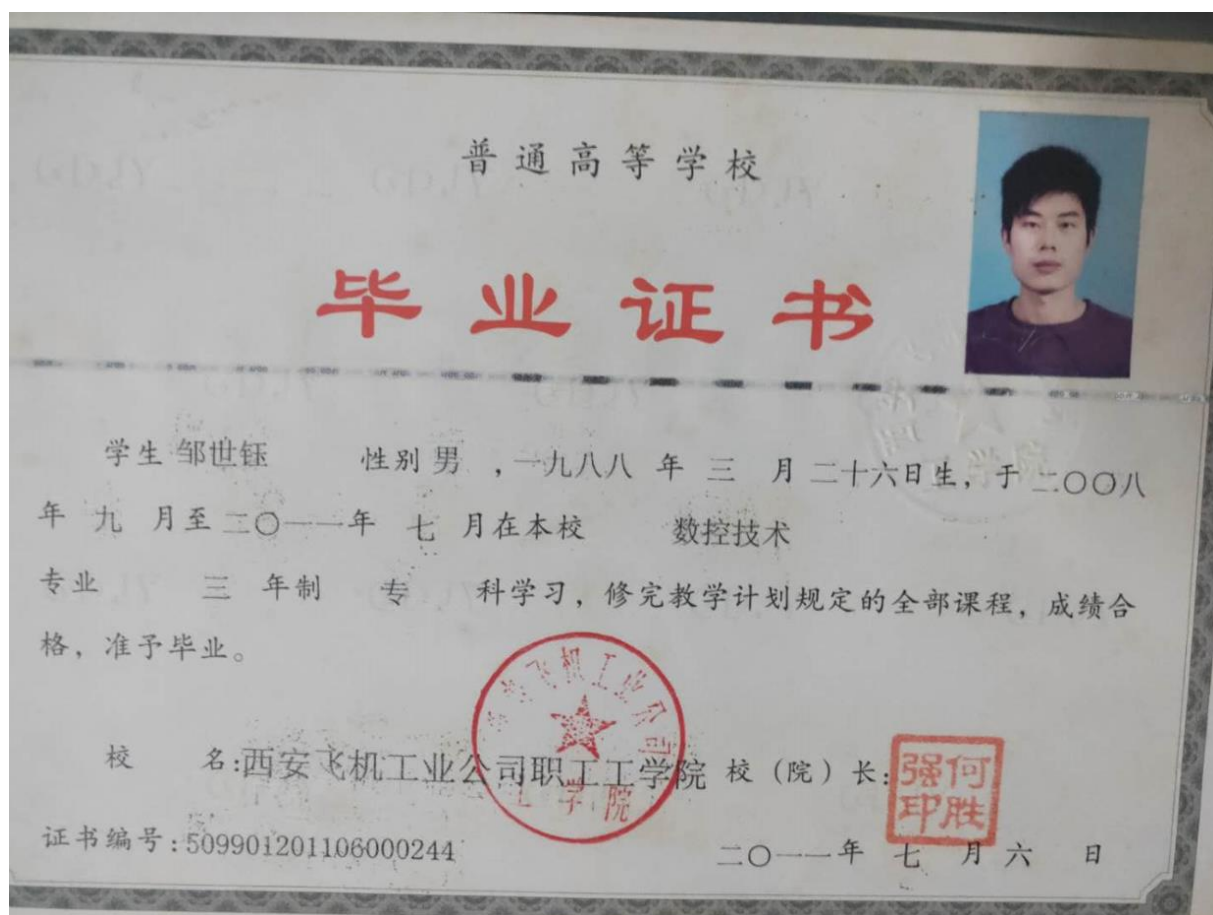 普通高等学校
毕业证书
学生 邹世钰 性别 男 ,一九八八 年 三 月 二十六日生, 于 二〇〇八
年 九 月至 二〇一一年 七 月在本校 数控技术
专业 三 年制 专 科学习, 修完教学计划规定的全部课程, 成绩合
格, 准予毕业。
校 名:西安飞机工业公司职工工学院 校(院)长:
何胜强印
证书编号:509901201106000244
二〇一一年 七 月 六 日